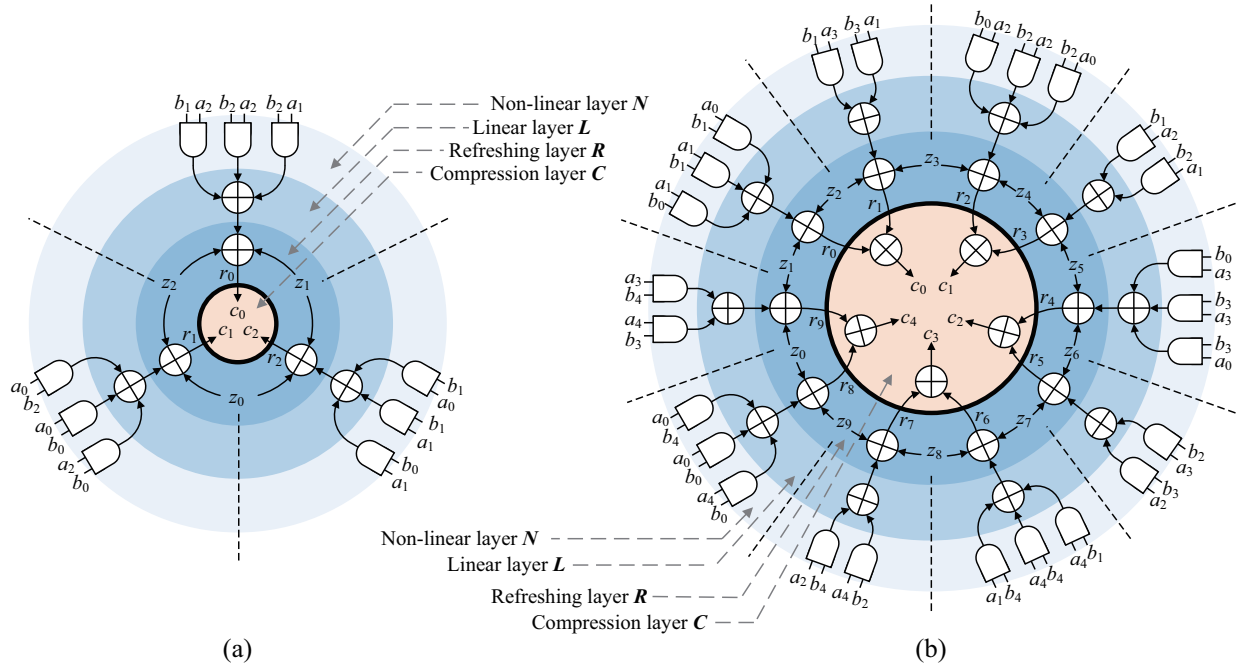 b1 a2 b2 a2 b2 a1
Non-linear layer N
Linear layer L
Refreshing layer R
Compression layer C
z2 z1
r0
c0
c1 c2
r1 r2
z0
a0
b2
a0
b0
a2
b0
b1
a0
b1
a1
b0
a1
(a)
b1 a3 b3 a1
b0 a2 b2 a2 b2 a0
a0
b1
a1
b1
a1
b0
b1
a2
b2
a1
z3
z2 z4
r1 r2
r0 r3
z1 z5
c0 c1
a3
b4
a4
b3
b0
a3
b3
a3
b3
a0
r9 r4
c4 c2
c3
z0 z6
r8 r5
r7 r6
z9 z7
z8
a0
b4
a0
b0
a4
b0
b2
a3
b3
a2
a2 b4 a4 b2
a1 b4 a4 b4 a4 b1
Non-linear layer N
Linear layer L
Refreshing layer R
Compression layer C
(b)